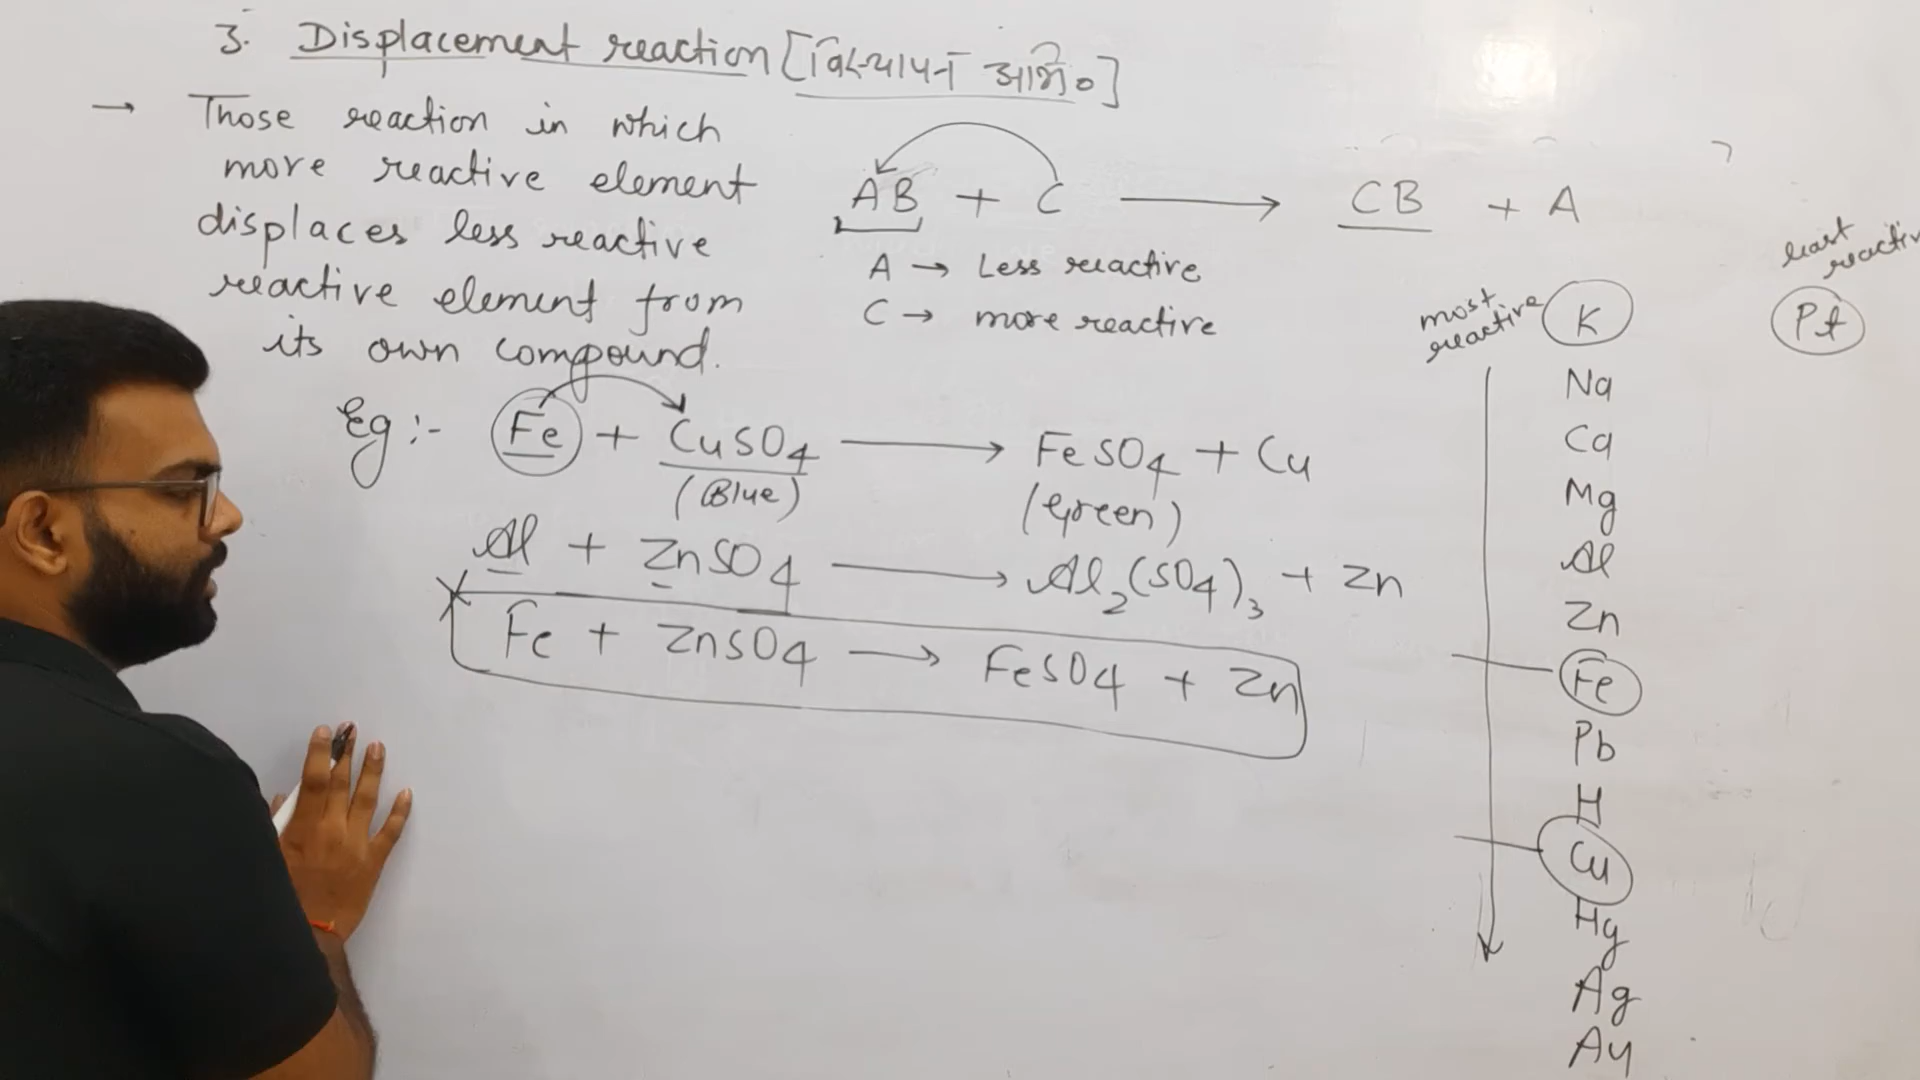 3. Displacement reaction [विस्थापन अभि०]
→ Those reaction in which
more reactive element
displaces less reactive
reactive element from
its own compound.
AB + C ⟶ CB + A
A → Less reactive
C → more reactive
Eg :- Fe + CuSO4 ⟶ FeSO4 + Cu
(Blue) (Green)
Al + ZnSO4 ⟶ Al2(SO4)3 + Zn
× Fe + ZnSO4 ⟶ FeSO4 + Zn
most
reactive
K
Na
Ca
Mg
Al
Zn
Fe
Pb
H
Cu
Hg
Ag
Au
least
Pt